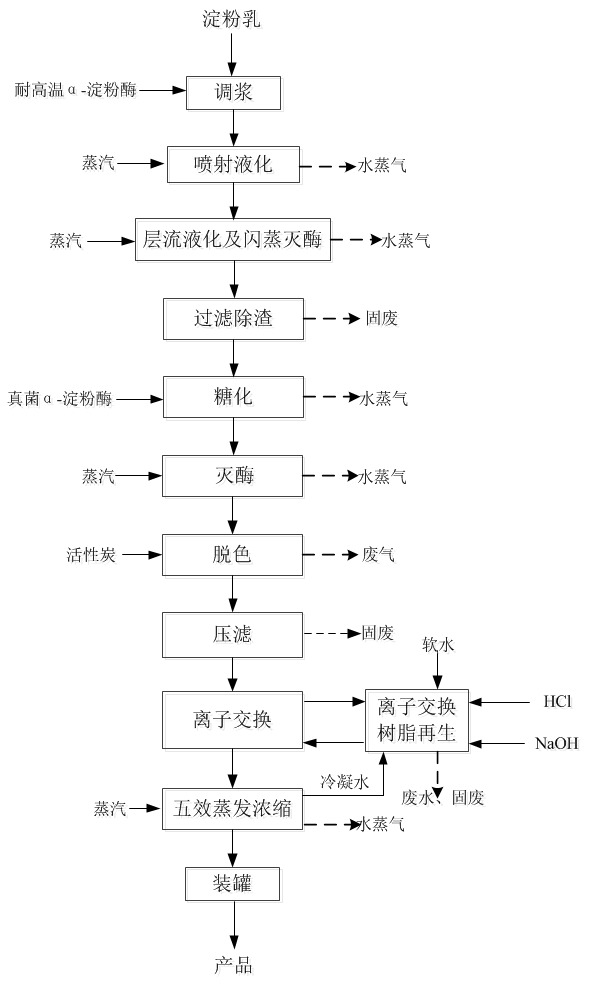 淀粉乳
耐高温α-淀粉酶
调浆
蒸汽
喷射液化
水蒸气
蒸汽
层流液化及闪蒸灭酶
水蒸气
过滤除渣
固废
真菌α-淀粉酶
糖化
水蒸气
蒸汽
灭酶
水蒸气
活性炭
脱色
废气
压滤
固废
软水
离子交换
离子交换
树脂再生
HCl
NaOH
冷凝水
废水、固废
蒸汽
五效蒸发浓缩
水蒸气
装罐
产品